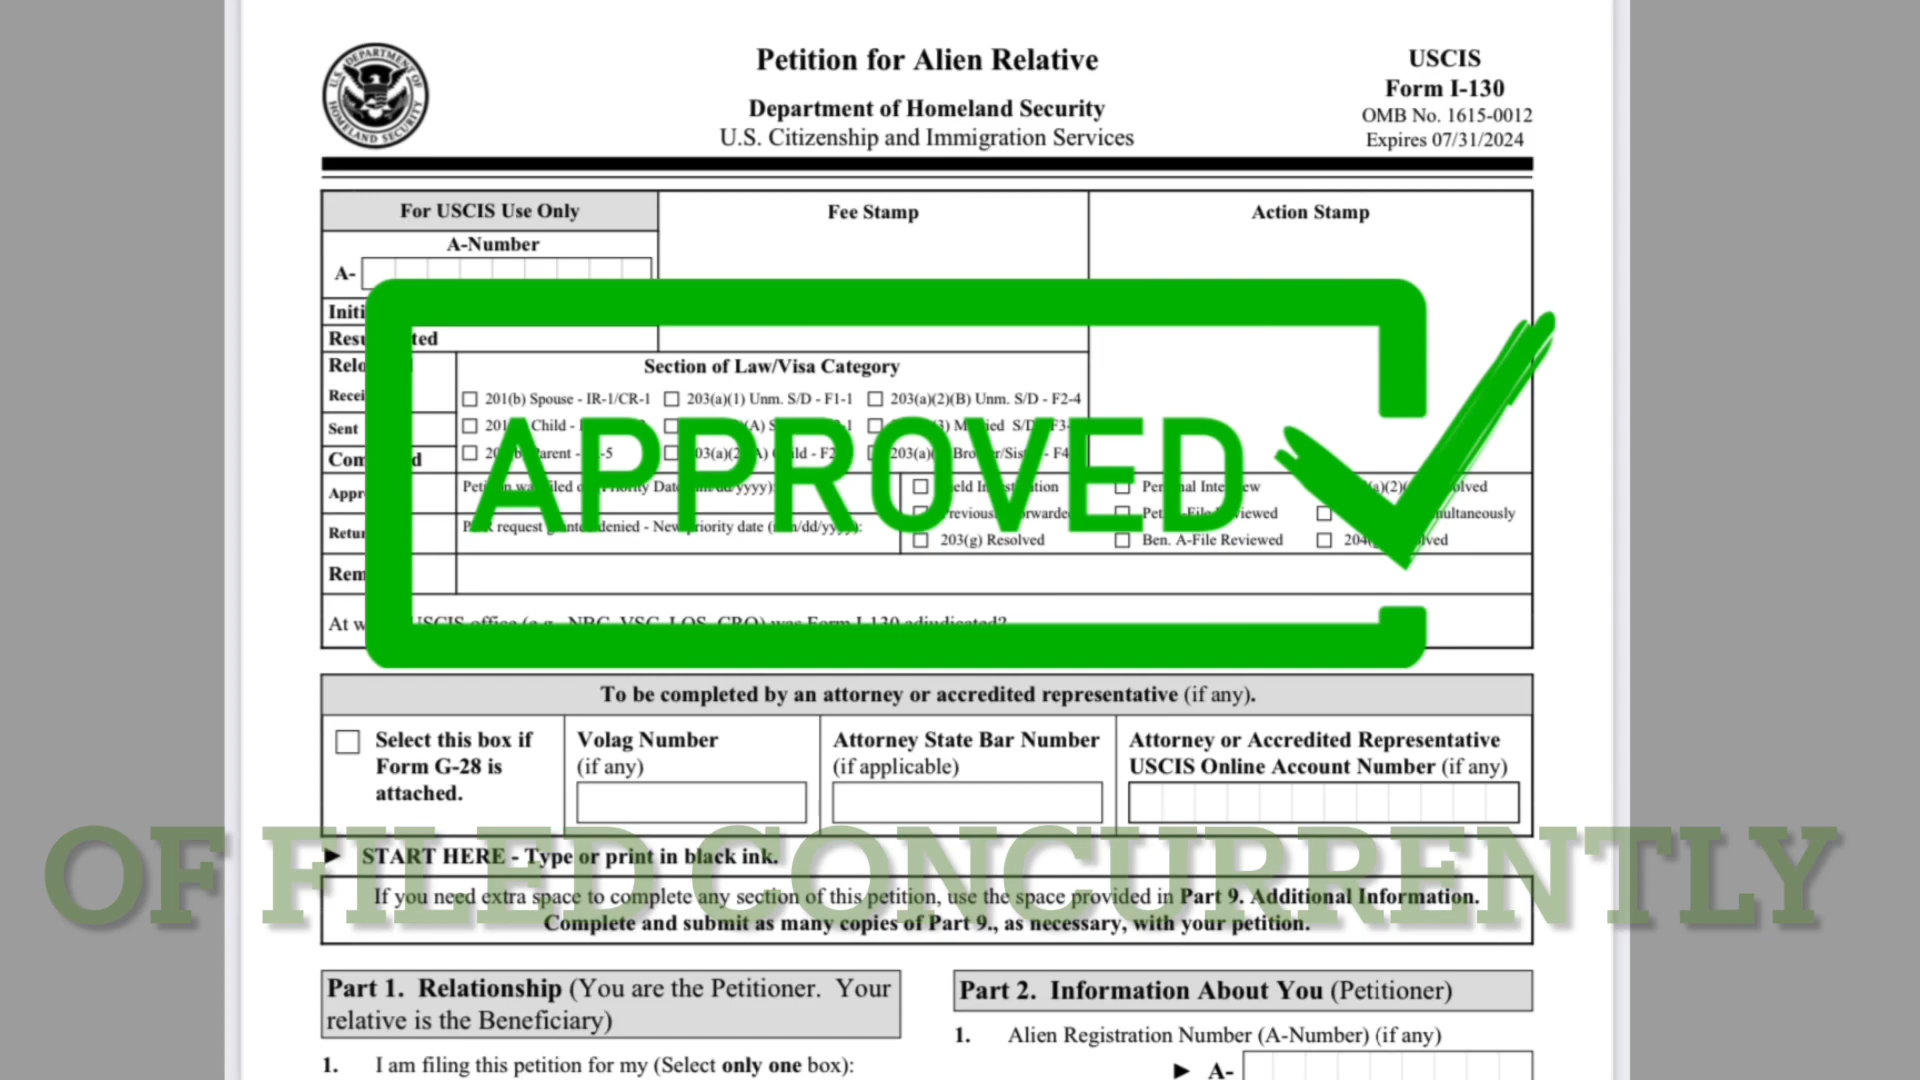 Petition for Alien Relative
Department of Homeland Security
U.S. Citizenship and Immigration Services
USCIS
Form I-130
OMB No. 1615-0012
Expires 07/31/2024
U.S. DEPARTMENT OF HOMELAND SECURITY
For USCIS Use Only
Fee Stamp
Action Stamp
A-Number
A-
Section of Law/Visa Category
201(b) Spouse - IR-1/CR-1
203(a)(1) Unm. S/D - F1-1
203(a)(2)(B) Unm. S/D - F2-4
Sent
203(g) Resolved
Ben. A-File Reviewed
APPROVED
To be completed by an attorney or accredited representative (if any).
Select this box if
Form G-28 is
attached.
Volag Number
(if any)
Attorney State Bar Number
(if applicable)
Attorney or Accredited Representative
USCIS Online Account Number (if any)
OF FILED CONCURRENTLY
► START HERE - Type or print in black ink.
If you need extra space to complete any section of this petition, use the space provided in Part 9. Additional Information.
Complete and submit as many copies of Part 9., as necessary, with your petition.
Part 1. Relationship (You are the Petitioner. Your
relative is the Beneficiary)
1. I am filing this petition for my (Select only one box):
Part 2. Information About You (Petitioner)
1. Alien Registration Number (A-Number) (if any)
► A-